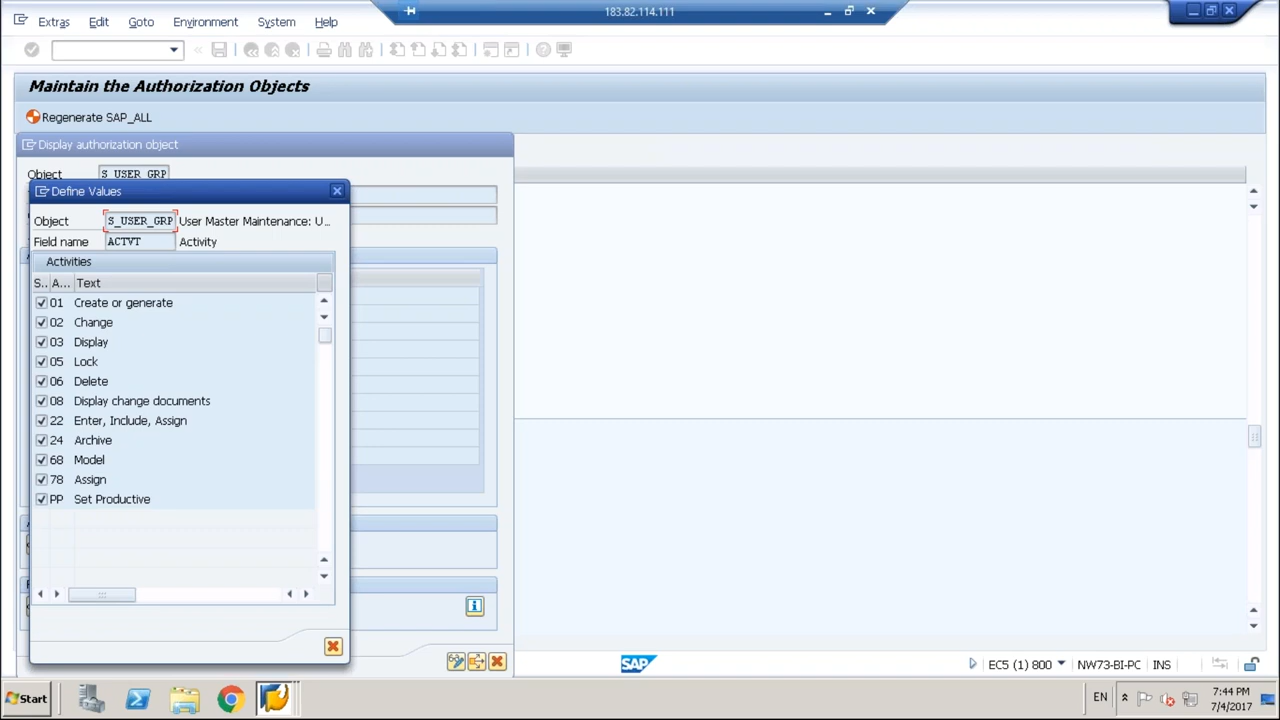 183.82.114.111
Extras Edit Goto Environment System Help
Maintain the Authorization Objects
Regenerate SAP_ALL
Display authorization object
Object S_USER_GRP
Define Values
Object S_USER_GRP User Master Maintenance: U...
Field name ACTVT Activity
Activities
S.. A... Text
01 Create or generate
02 Change
03 Display
05 Lock
06 Delete
08 Display change documents
22 Enter, Include, Assign
24 Archive
68 Model
78 Assign
PP Set Productive
SAP
EC5 (1) 800 NW73-BI-PC INS
Start
EN
7:44 PM
7/4/2017